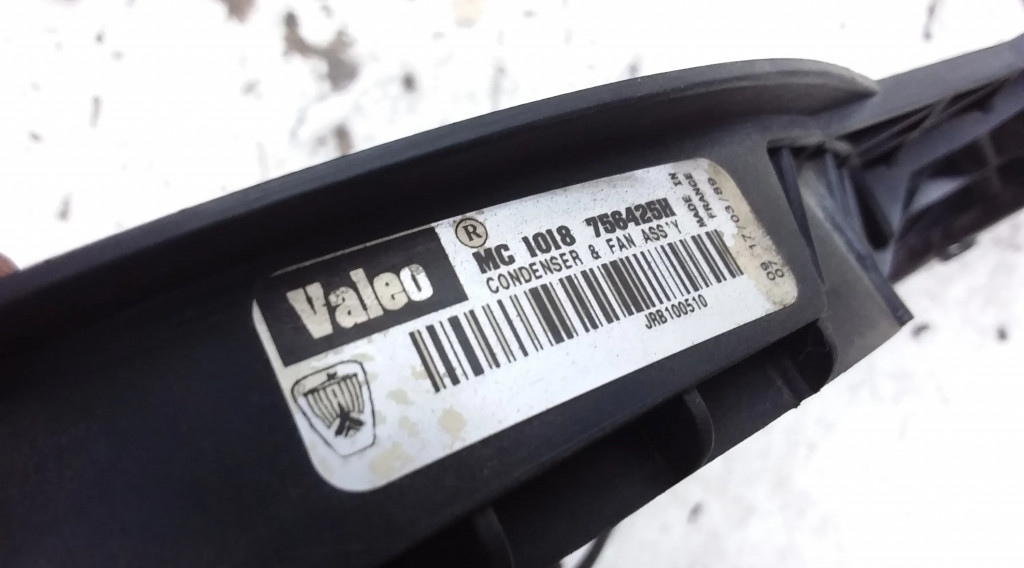 Valeo
®
MC 1018 756425H
CONDENSER & FAN ASS'Y
MADE IN
FRANCE
JRB100510